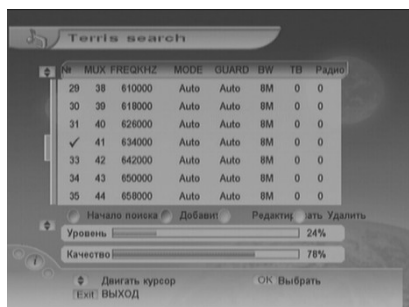 Terris search
№ MUX FREQKHZ MODE GUARD BW ТВ Радио
29 38 610000 Auto Auto 8M 0 0
30 39 618000 Auto Auto 8M 0 0
31 40 626000 Auto Auto 8M 0 0
✓ 41 634000 Auto Auto 8M 0 0
33 42 642000 Auto Auto 8M 0 0
34 43 650000 Auto Auto 8M 0 0
35 44 658000 Auto Auto 8M 0 0
Начало поиска Добавит Редактир ать Удалить
Уровень 24%
Качество 78%
Двигать курсор OK Выбрать
Exit ВЫХОД